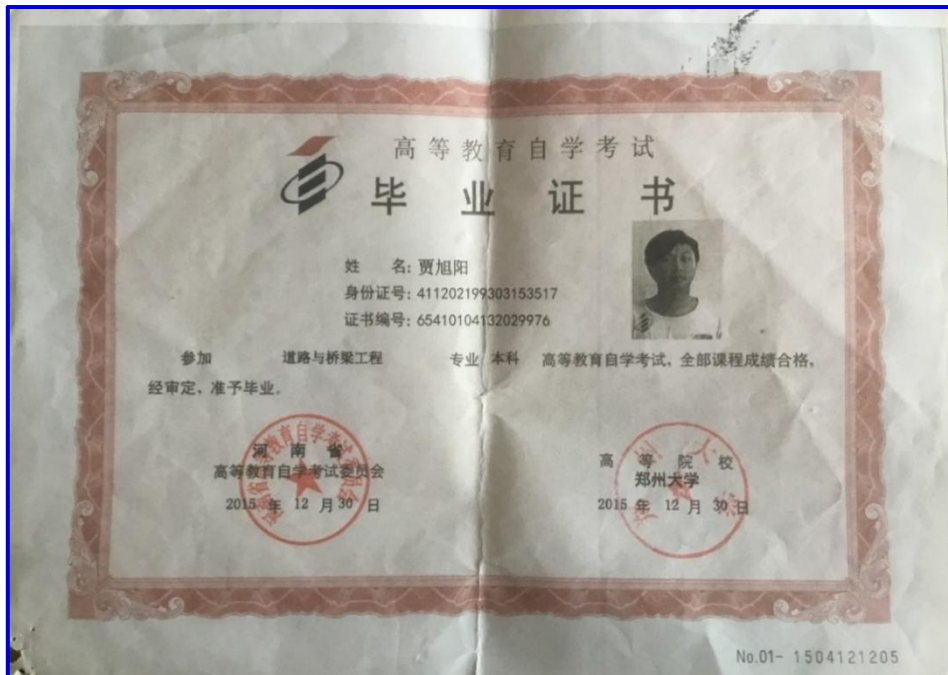 高等教育自学考试
毕业证书
姓 名: 贾旭阳
身份证号: 411202199303153517
证书编号: 65410104132029976
参加 道路与桥梁工程 专业 本科 高等教育自学考试, 全部课程成绩合格,
经审定, 准予毕业。
河南省
高等教育自学考试委员会
2015 年 12 月 30 日
高等院校
郑州大学
2015 年 12 月 30 日
No.01- 1504121205